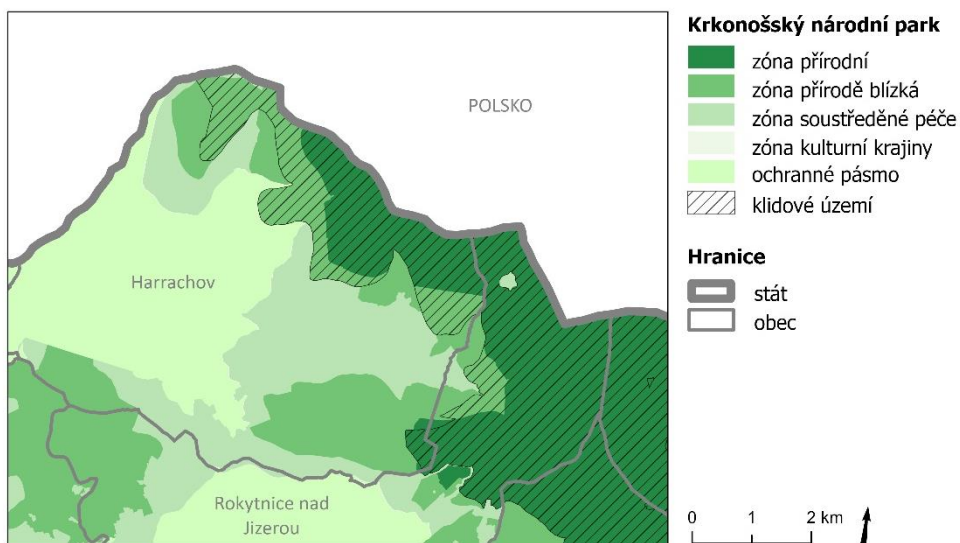 POLSKO
Harrachov
Rokytnice nad
Jizerou
Krkonošský národní park
zóna přírodní
zóna přírodě blízká
zóna soustředěné péče
zóna kulturní krajiny
ochranné pásmo
klidové území
Hranice
stát
obec
0 1 2 km